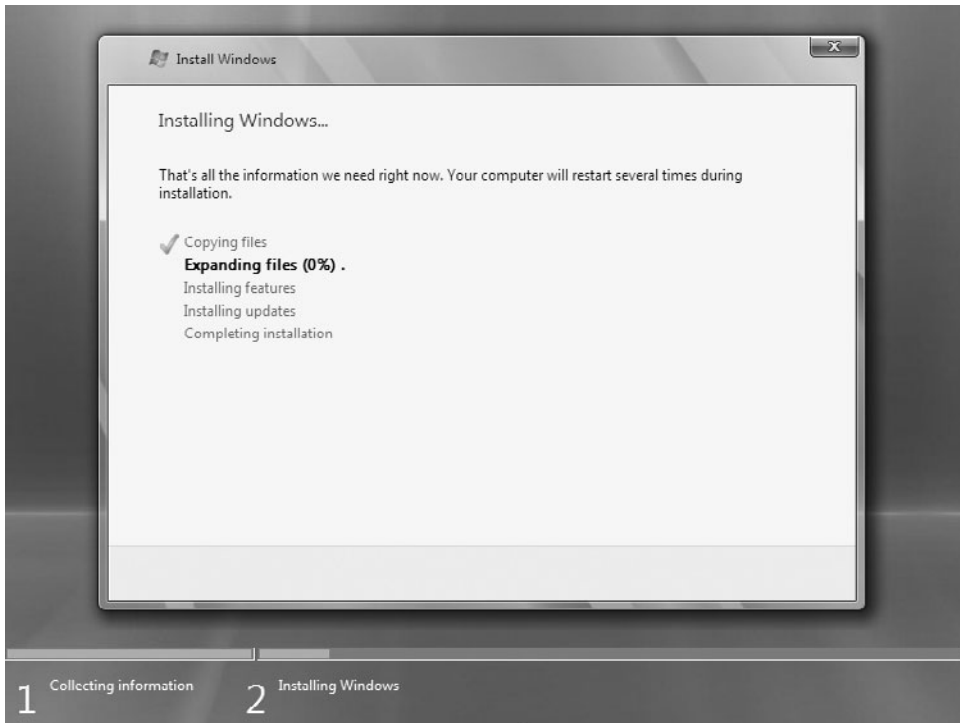 Install Windows
Installing Windows...
That's all the information we need right now. Your computer will restart several times during
installation.
Copying files
Expanding files (0%) .
Installing features
Installing updates
Completing installation
1 Collecting information 2 Installing Windows